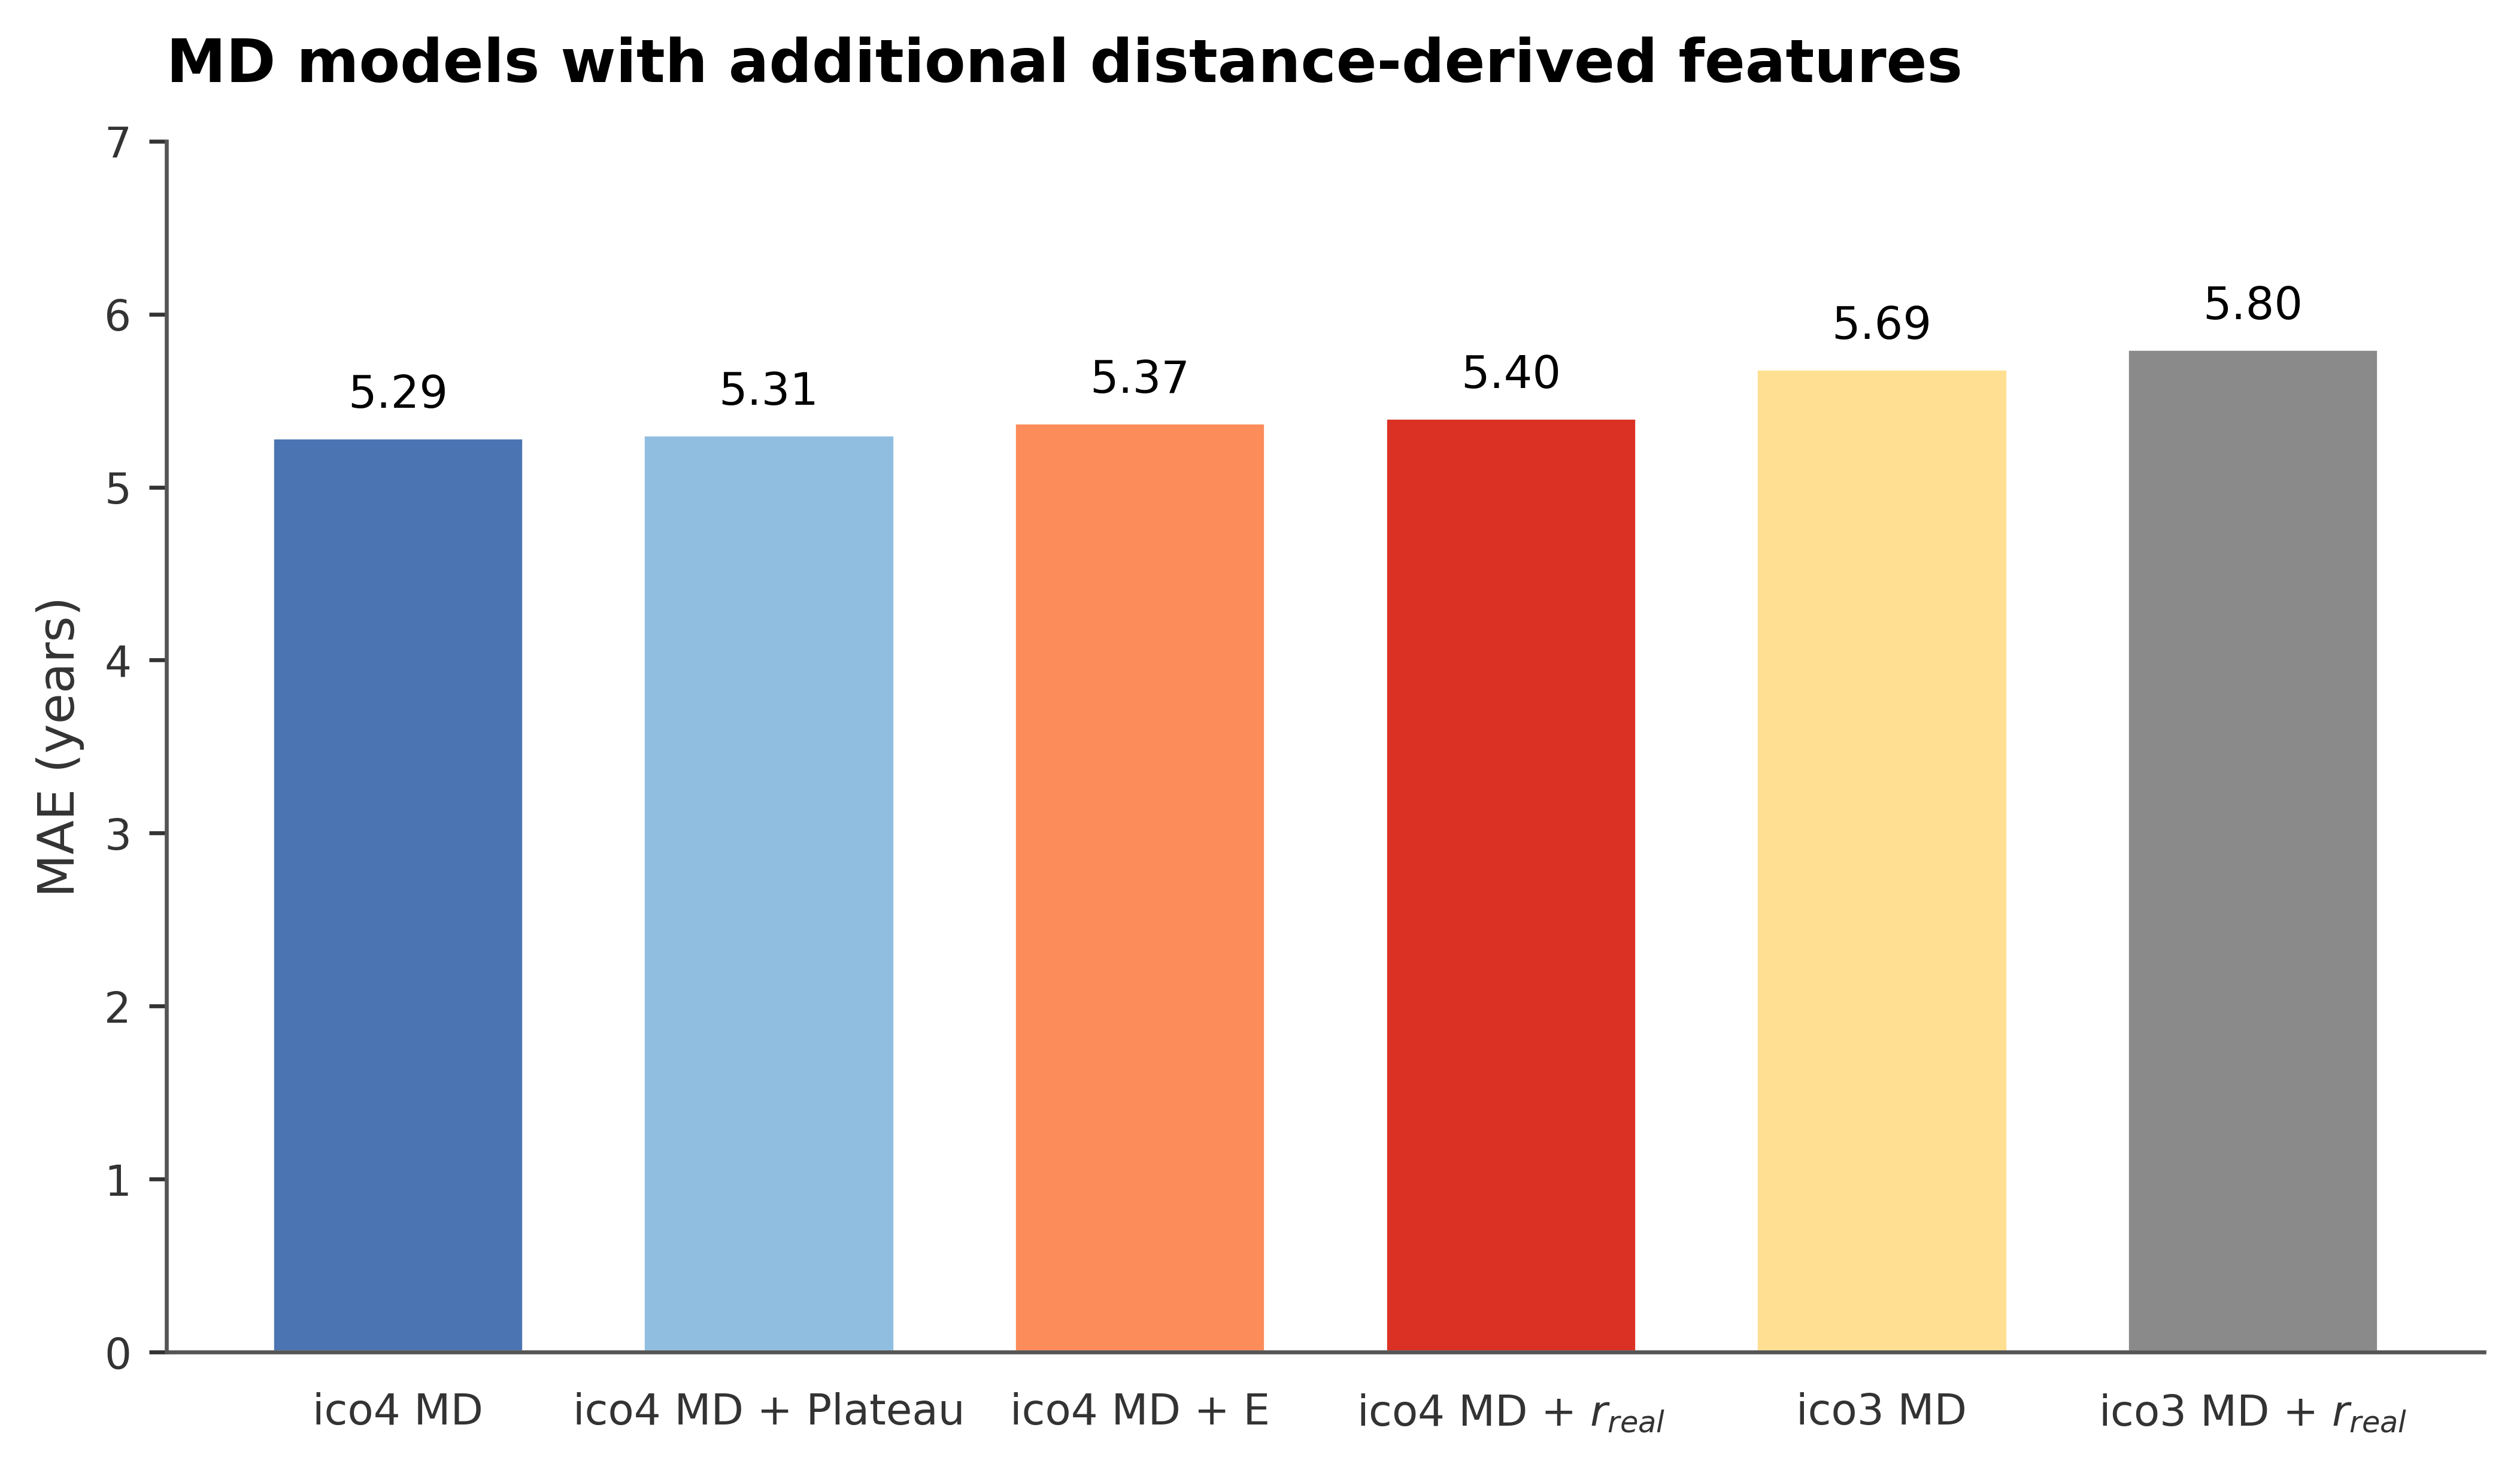 MD models with additional distance-derived features
MAE (years)
7
6
5
4
3
2
1
0
5.29
5.31
5.37
5.40
5.69
5.80
ico4 MD
ico4 MD + Plateau
ico4 MD + E
ico4 MD + r_real
ico3 MD
ico3 MD + r_real